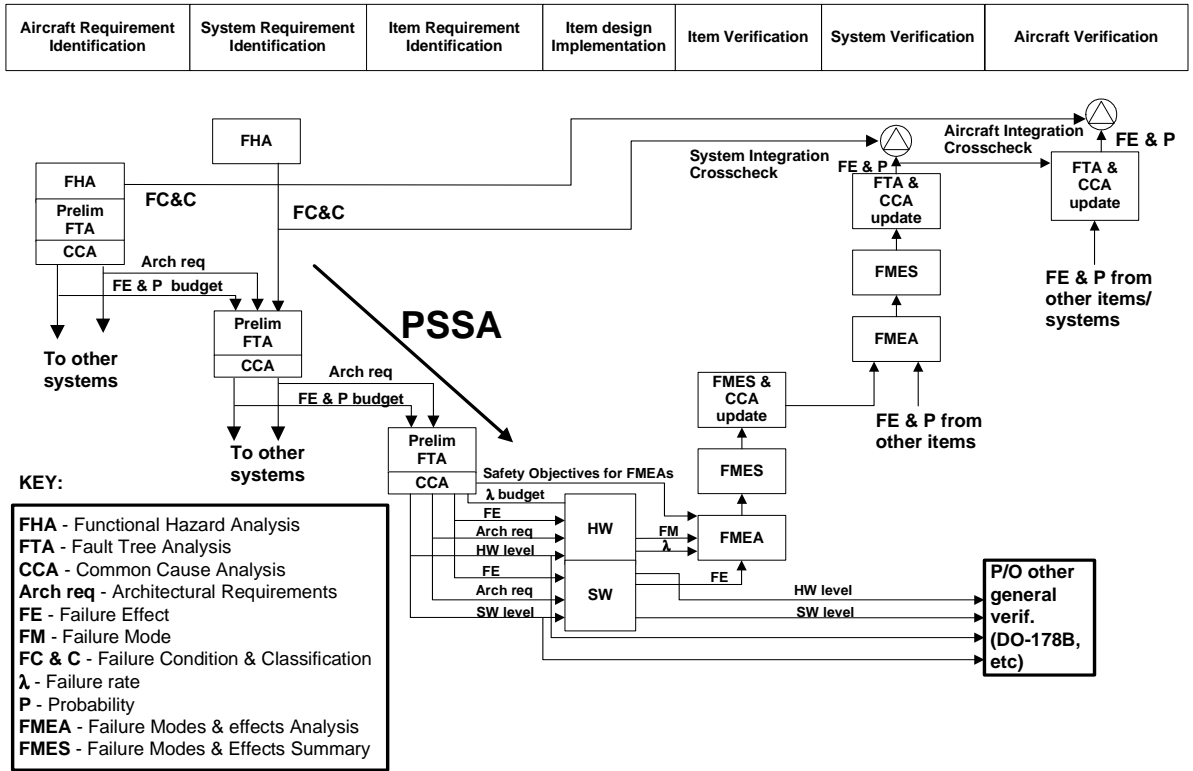 Aircraft Requirement
Identification
System Requirement
Identification
Item Requirement
Identification
Item design
Implementation
Item Verification
System Verification
Aircraft Verification
FHA
FHA
Prelim
FTA
CCA
FC&C
FC&C
Arch req
FE & P budget
To other
systems
Prelim
FTA
CCA
PSSA
Arch req
FE & P budget
To other
systems
Prelim
FTA
CCA
Safety Objectives for FMEAs
λ budget
FE
Arch req
HW level
FE
Arch req
SW level
HW
SW
FM
λ
FE
FMEA
FMES
FMES &
CCA
update
System Integration
Crosscheck
FE & P
FTA &
CCA
update
FMES
FMEA
FE & P from
other items
Aircraft Integration
Crosscheck
FE & P
FTA &
CCA
update
FE & P from
other items/
systems
HW level
SW level
P/O other
general
verif.
(DO-178B,
etc)
KEY:
FHA - Functional Hazard Analysis
FTA - Fault Tree Analysis
CCA - Common Cause Analysis
Arch req - Architectural Requirements
FE - Failure Effect
FM - Failure Mode
FC & C - Failure Condition & Classification
λ - Failure rate
P - Probability
FMEA - Failure Modes & effects Analysis
FMES - Failure Modes & Effects Summary